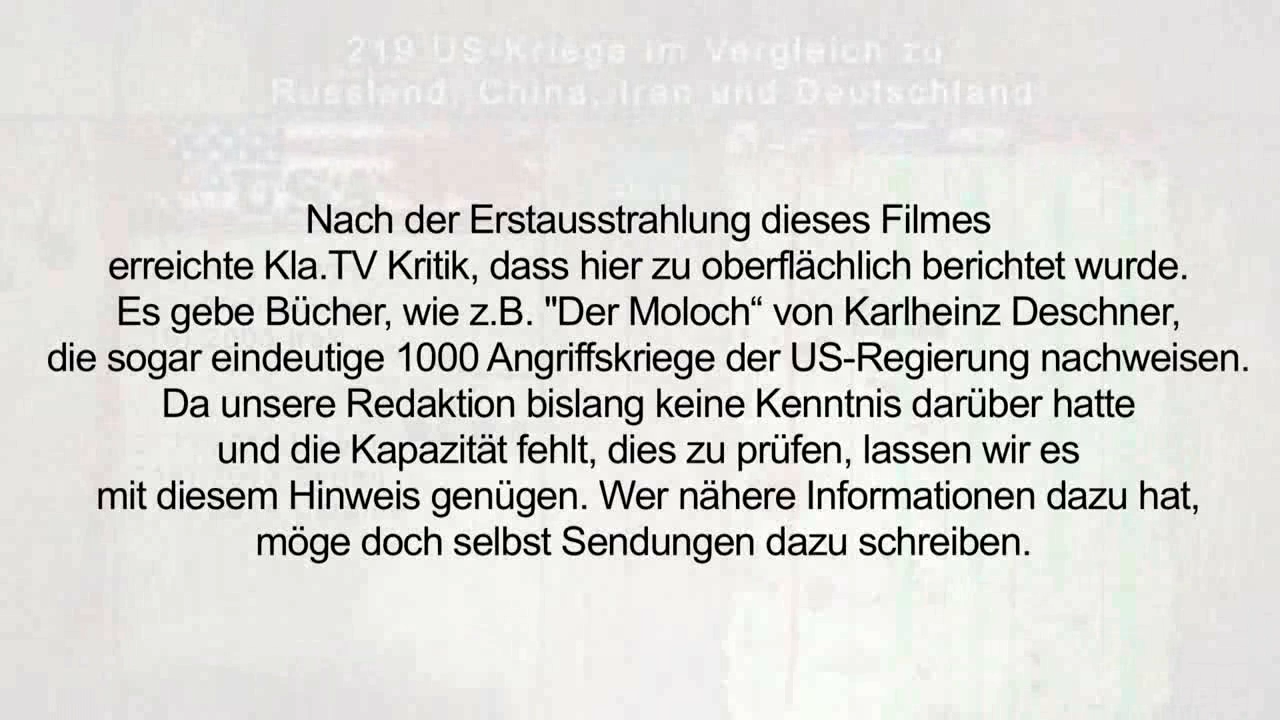 219 US-Kriege im Vergleich zu
Russland, China, Iran und Deutschland
USA
Nach der Erstausstrahlung dieses Filmes
erreichte Kla.TV Kritik, dass hier zu oberflächlich berichtet wurde.
Es gebe Bücher, wie z.B. "Der Moloch“ von Karlheinz Deschner,
die sogar eindeutige 1000 Angriffskriege der US-Regierung nachweisen.
Da unsere Redaktion bislang keine Kenntnis darüber hatte
und die Kapazität fehlt, dies zu prüfen, lassen wir es
mit diesem Hinweis genügen. Wer nähere Informationen dazu hat,
möge doch selbst Sendungen dazu schreiben.